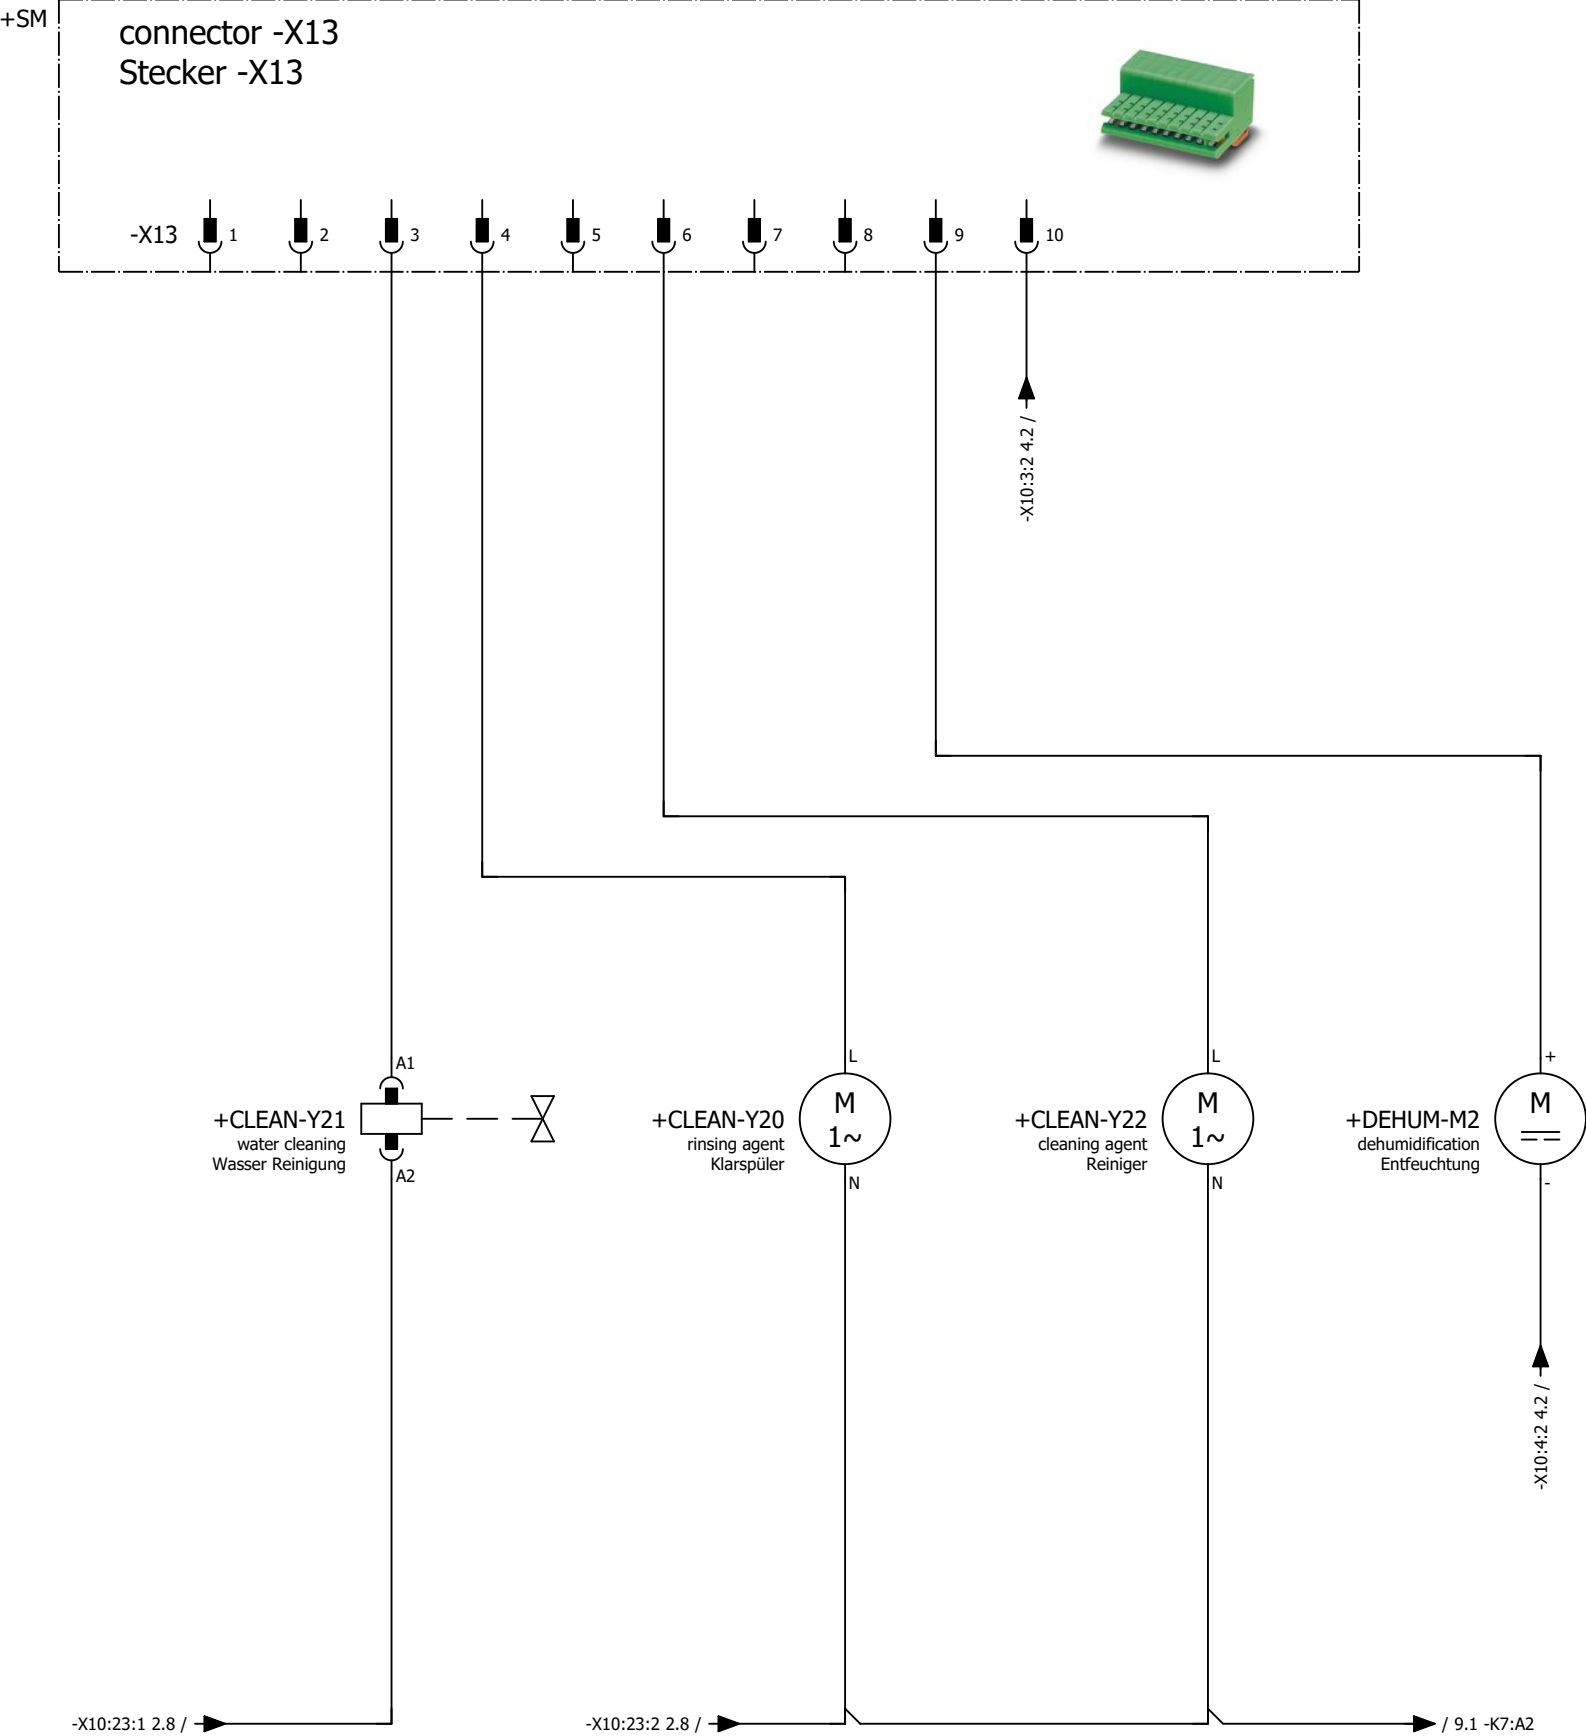 +SM
connector -X13
Stecker -X13
-X13 1 2 3 4 5 6 7 8 9 10
-X10:3:2 4.2 /
A1
L
L
+
+CLEAN-Y21
water cleaning
Wasser Reinigung
A2
+CLEAN-Y20
rinsing agent
Klarspüler
M
1~
N
+CLEAN-Y22
cleaning agent
Reiniger
M
1~
N
+DEHUM-M2
dehumidification
Entfeuchtung
M
-
-X10:4:2 4.2 /
-X10:23:1 2.8 /
-X10:23:2 2.8 /
/ 9.1 -K7:A2